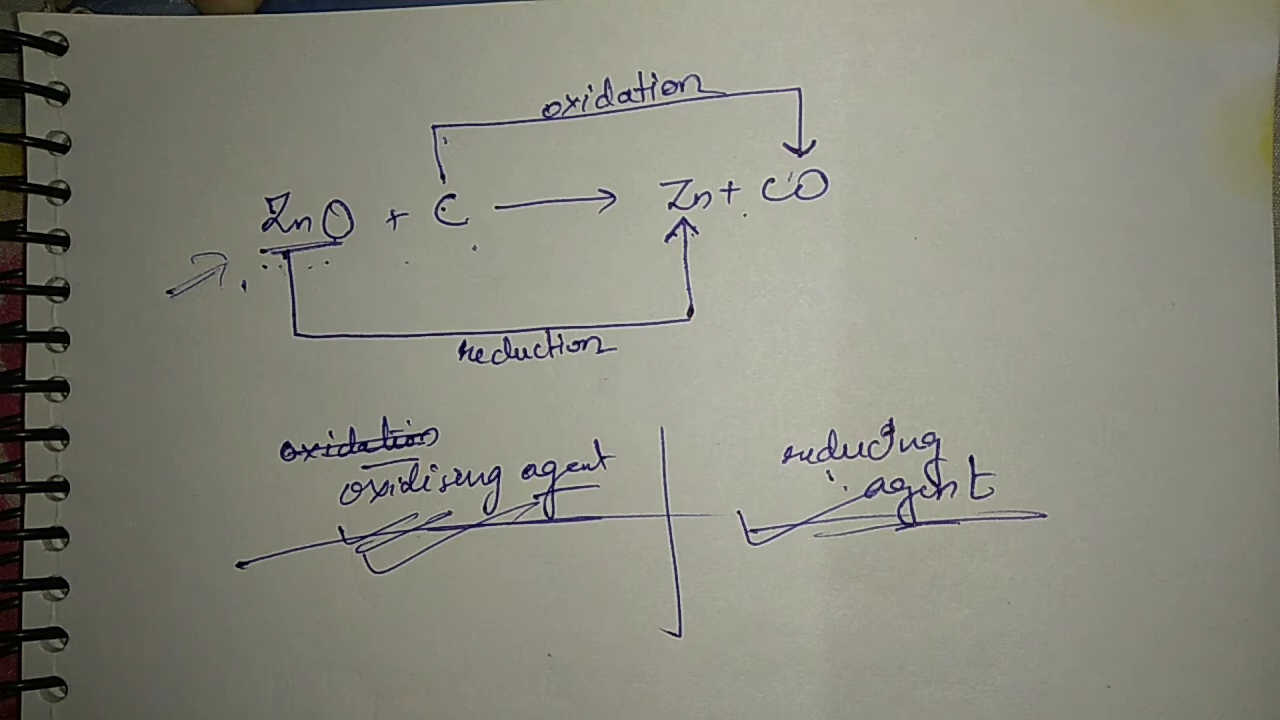 oxidation
ZnO + C → Zn + CO
reduction
oxidation
oxidising agent
reducing
agent